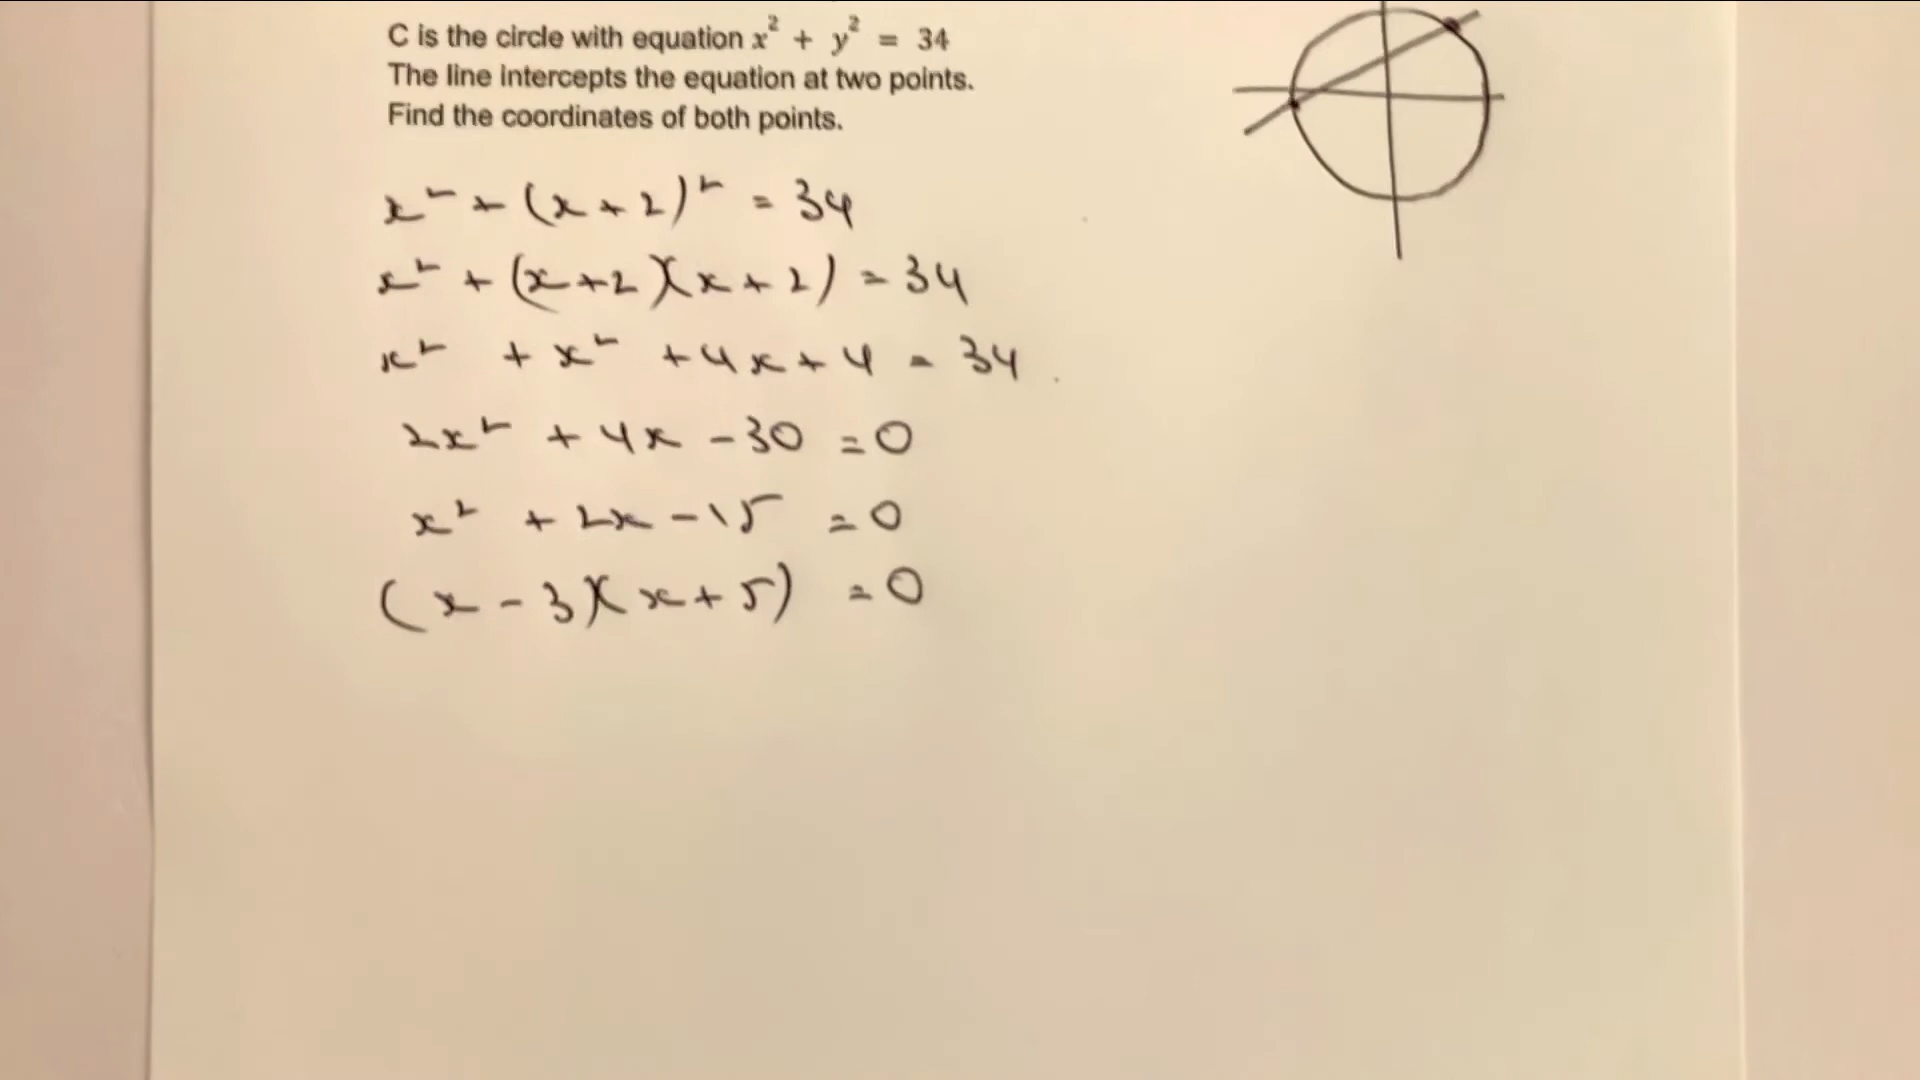 C is the circle with equation x² + y² = 34
The line intercepts the equation at two points.
Find the coordinates of both points.
x² + (x + 2)² = 34
x² + (x + 2)(x + 2) = 34
x² + x² + 4x + 4 = 34
2x² + 4x - 30 = 0
x² + 2x - 15 = 0
(x - 3)(x + 5) = 0